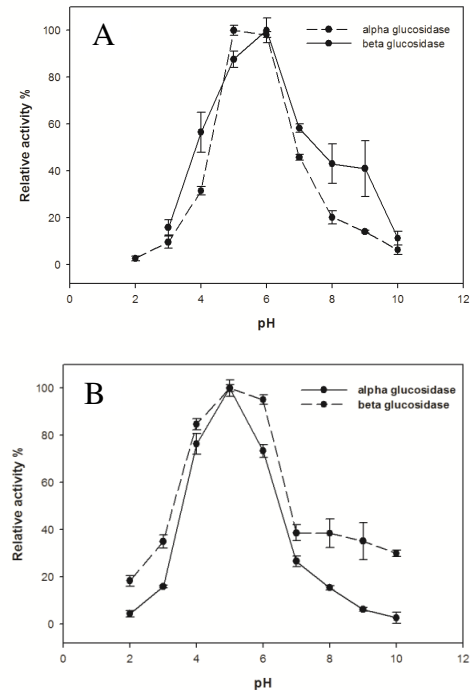 A
alpha glucosidase
beta glucosidase
Relative activity %
100
80
60
40
20
0
0 2 4 6 8 10 12
pH
B
alpha glucosidase
beta glucosidase
Relative activity %
100
80
60
40
20
0
0 2 4 6 8 10 12
pH